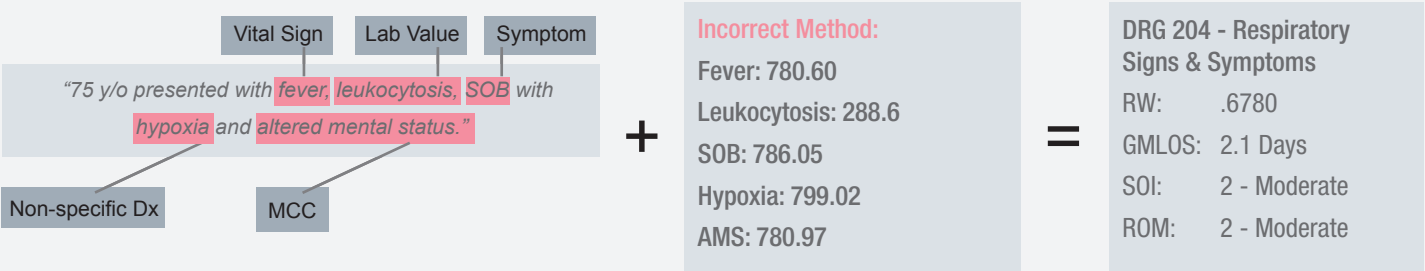 Vital Sign
Lab Value
Symptom
“75 y/o presented with fever, leukocytosis, SOB with
hypoxia and altered mental status.”
Non-specific Dx
MCC
+
Incorrect Method:
Fever: 780.60
Leukocytosis: 288.6
SOB: 786.05
Hypoxia: 799.02
AMS: 780.97
=
DRG 204 - Respiratory
Signs & Symptoms
RW: .6780
GMLOS: 2.1 Days
SOI: 2 - Moderate
ROM: 2 - Moderate